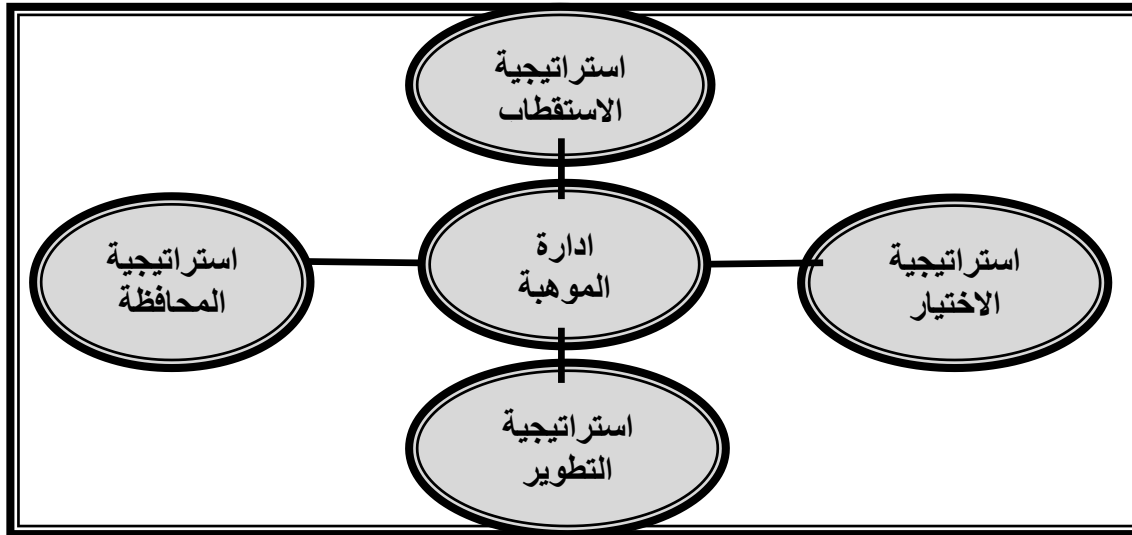 استراتيجية
الاستقطاب
ادارة
الموهبة
استراتيجية
الاختيار
استراتيجية
المحافظة
استراتيجية
التطوير